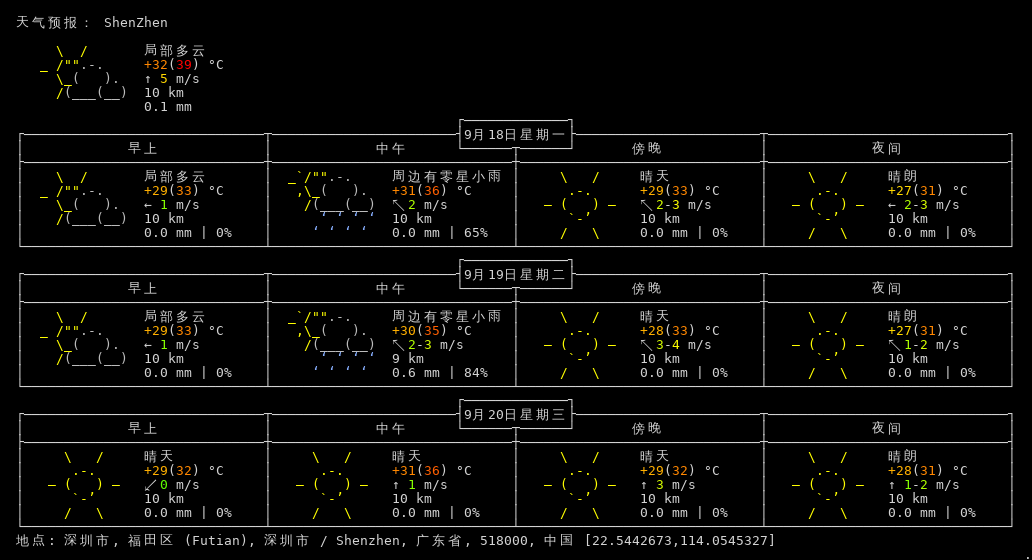 天气预报： ShenZhen
局部多云
+32(39) °C
↑ 5 m/s
10 km
0.1 mm
9月18日星期一
早上 中午 傍晚 夜间
局部多云 周边有零星小雨 晴天 晴朗
+29(33) °C +31(36) °C +29(33) °C +27(31) °C
← 1 m/s ↖ 2 m/s ↖ 2-3 m/s ← 2-3 m/s
10 km 10 km 10 km 10 km
0.0 mm | 0% 0.0 mm | 65% 0.0 mm | 0% 0.0 mm | 0%
9月19日星期二
早上 中午 傍晚 夜间
局部多云 周边有零星小雨 晴天 晴朗
+29(33) °C +30(35) °C +28(33) °C +27(31) °C
← 1 m/s ↖ 2-3 m/s ↖ 3-4 m/s ↖ 1-2 m/s
10 km 9 km 10 km 10 km
0.0 mm | 0% 0.6 mm | 84% 0.0 mm | 0% 0.0 mm | 0%
9月20日星期三
早上 中午 傍晚 夜间
晴天 晴天 晴天 晴朗
+29(32) °C +31(36) °C +29(32) °C +28(31) °C
↙ 0 m/s ↑ 1 m/s ↑ 3 m/s ↑ 1-2 m/s
10 km 10 km 10 km 10 km
0.0 mm | 0% 0.0 mm | 0% 0.0 mm | 0% 0.0 mm | 0%
地点: 深圳市, 福田区 (Futian), 深圳市 / Shenzhen, 广东省, 518000, 中国 [22.5442673,114.0545327]